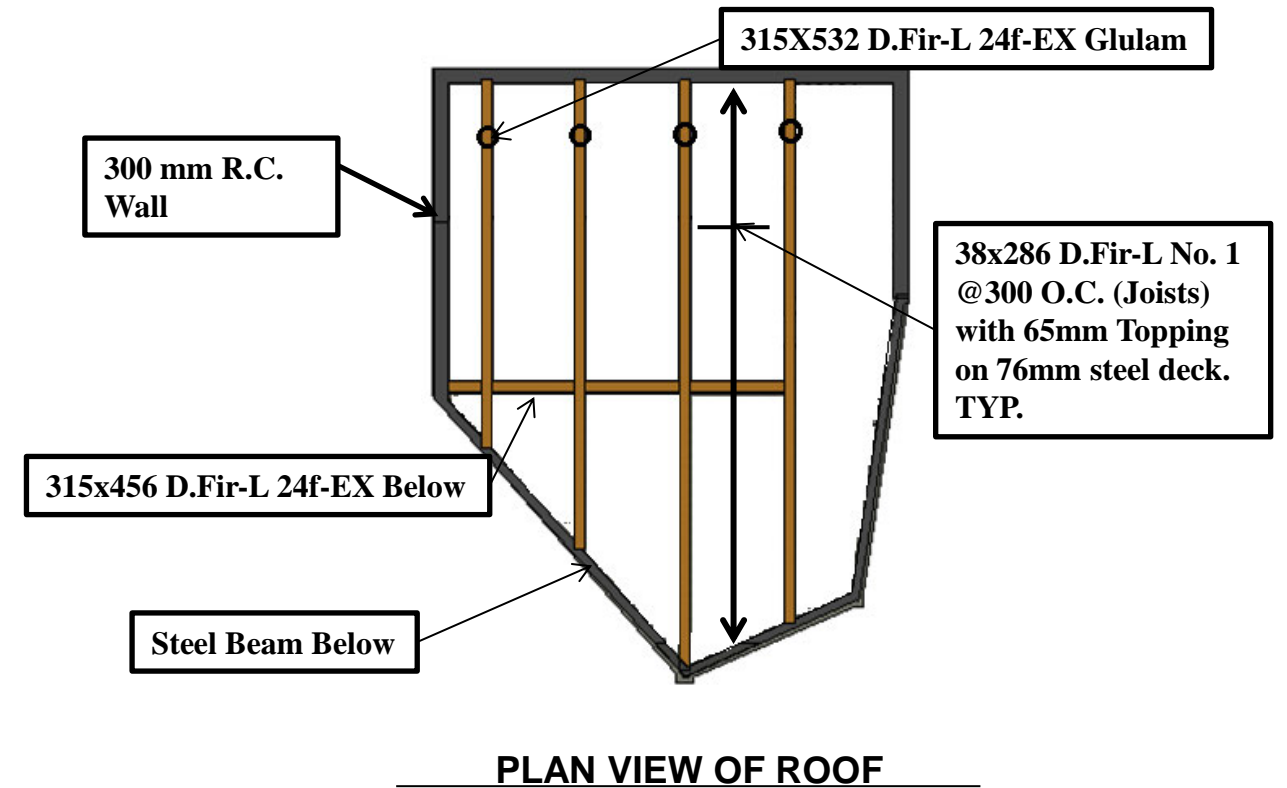 315X532 D.Fir-L 24f-EX Glulam
300 mm R.C.
Wall
38x286 D.Fir-L No. 1
@300 O.C. (Joists)
with 65mm Topping
on 76mm steel deck.
TYP.
315x456 D.Fir-L 24f-EX Below
Steel Beam Below
PLAN VIEW OF ROOF